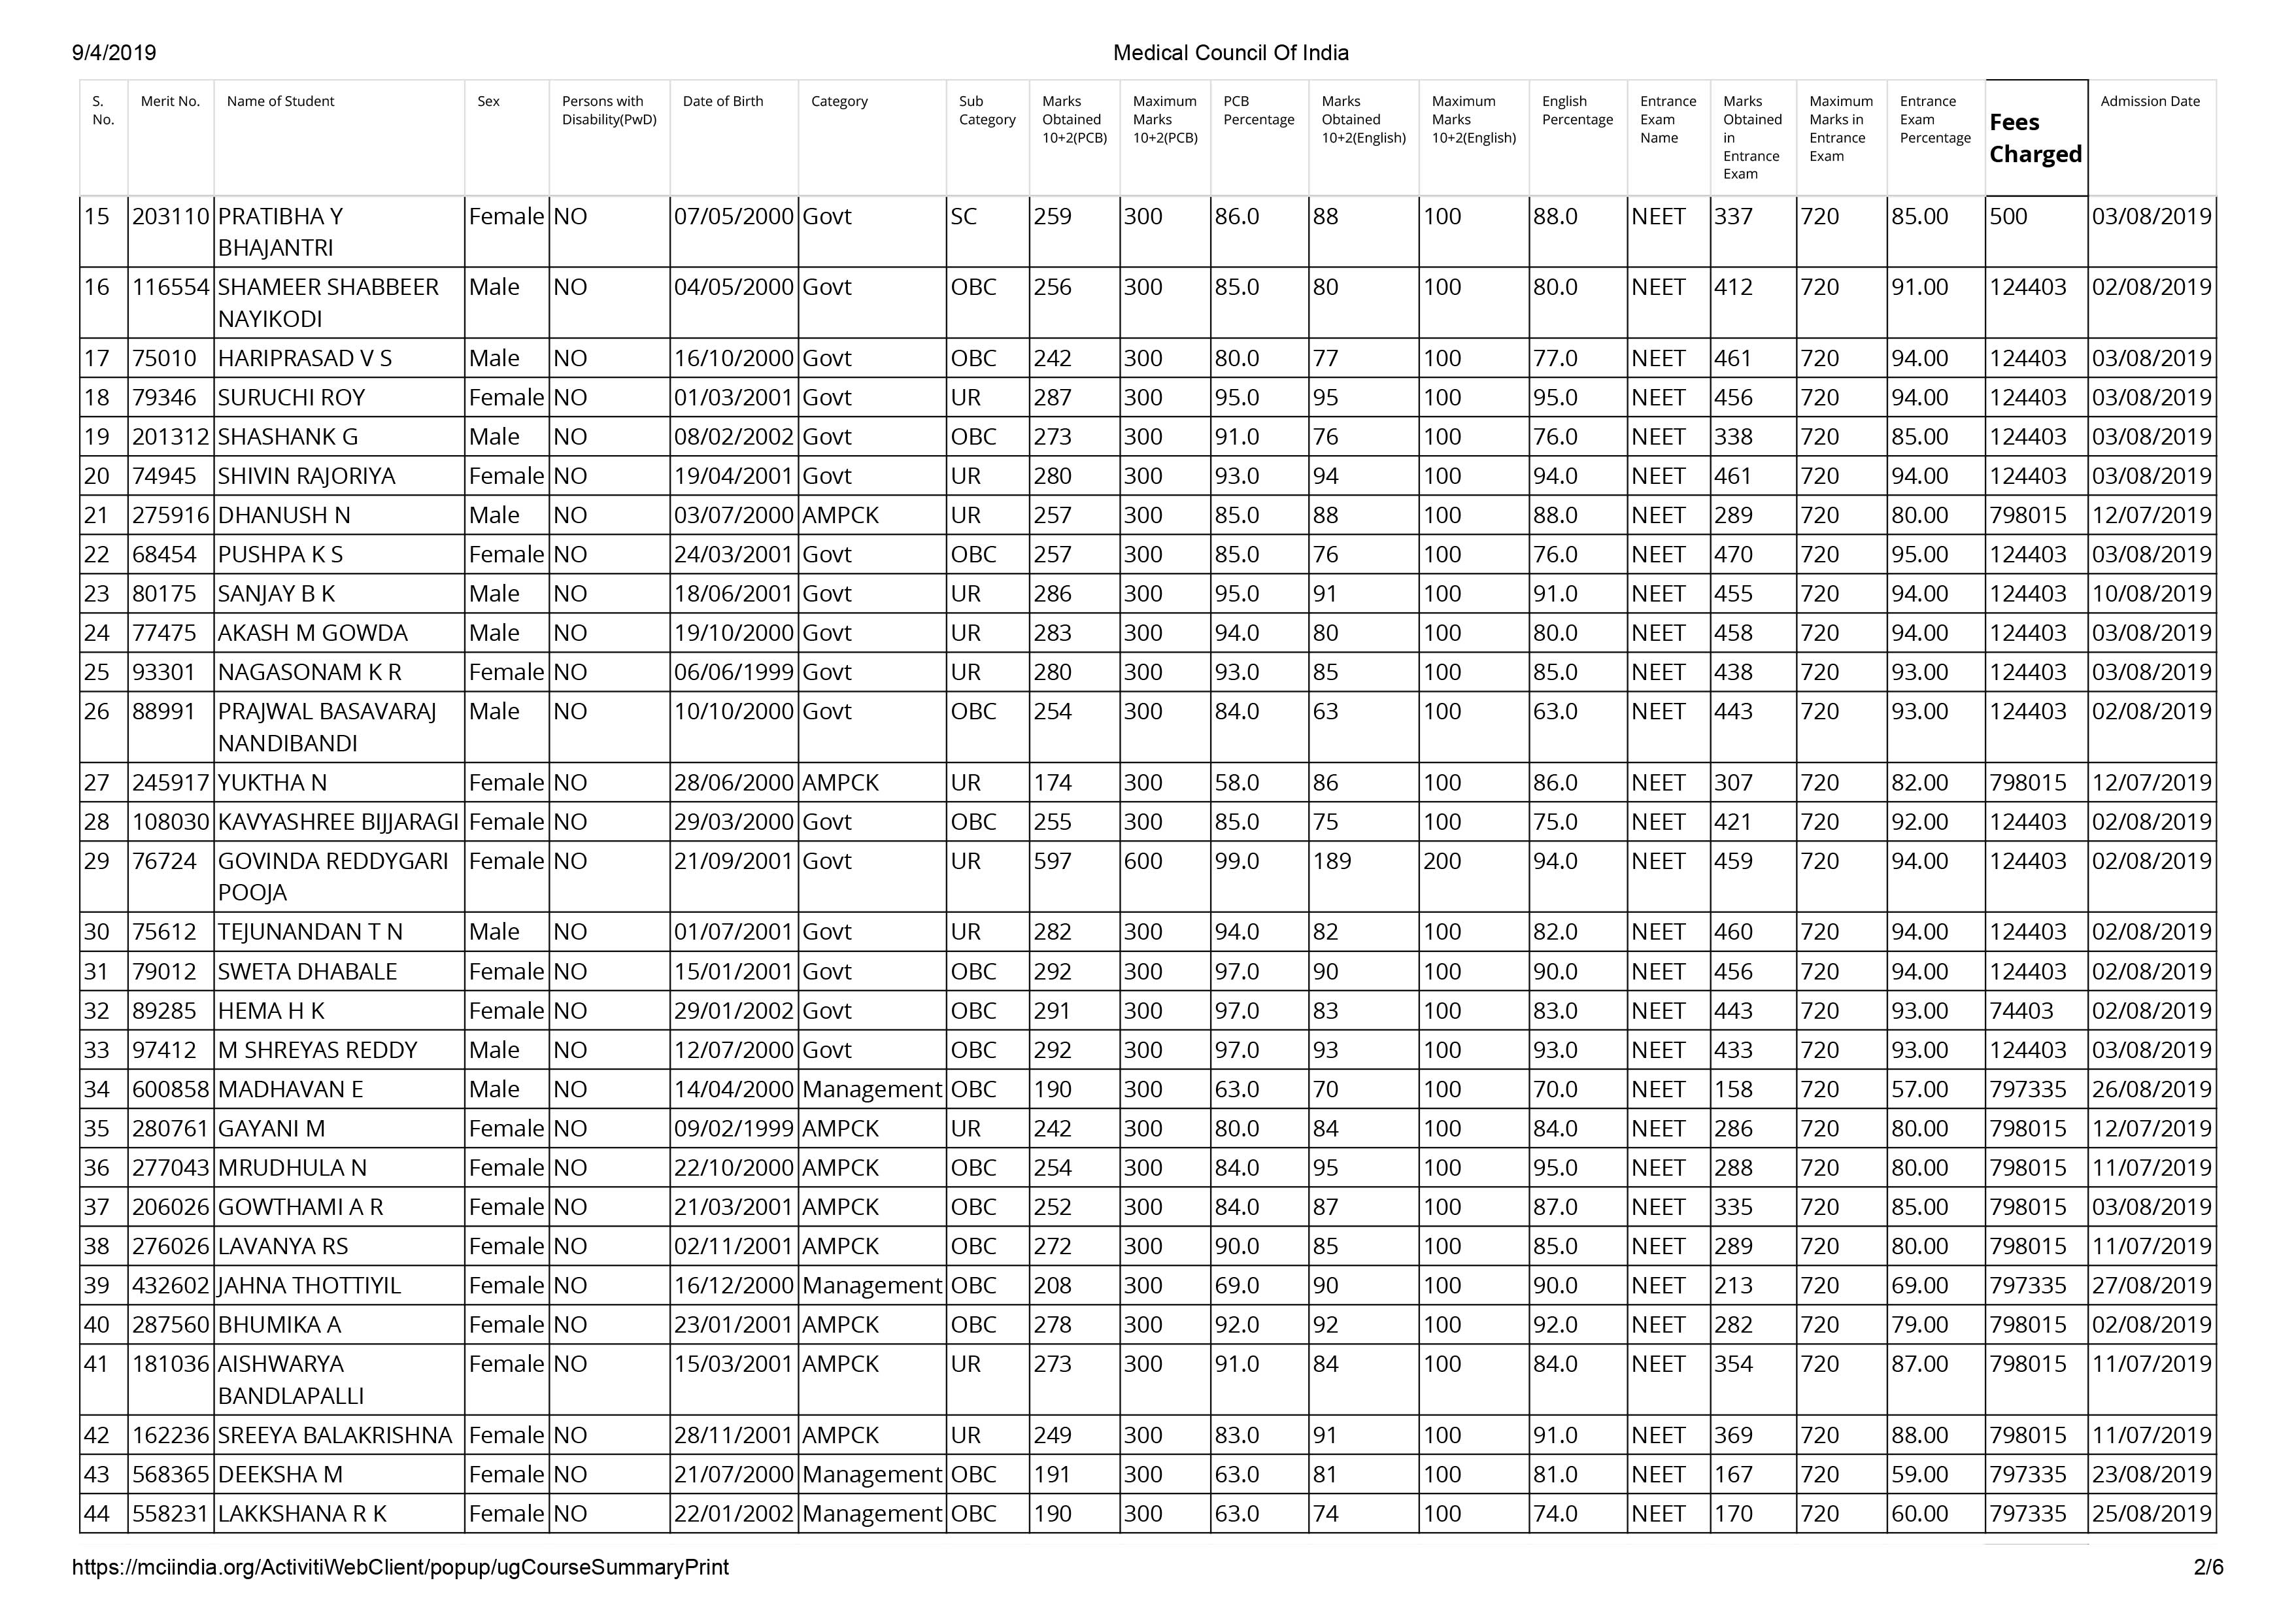 9/4/2019 Medical Council Of India
S. No. Merit No. Name of Student Sex Persons with Disability(PwD) Date of Birth Category Sub Category Marks Obtained 10+2(PCB) Maximum Marks 10+2(PCB) PCB Percentage Marks Obtained 10+2(English) Maximum Marks 10+2(English) English Percentage Entrance Exam Name Marks Obtained in Entrance Exam Maximum Marks in Entrance Exam Entrance Exam Percentage Fees Charged Admission Date
15 203110 PRATIBHA Y BHAJANTRI Female NO 07/05/2000 Govt SC 259 300 86.0 88 100 88.0 NEET 337 720 85.00 500 03/08/2019
16 116554 SHAMEER SHABBEER NAYIKODI Male NO 04/05/2000 Govt OBC 256 300 85.0 80 100 80.0 NEET 412 720 91.00 124403 02/08/2019
17 75010 HARIPRASAD V S Male NO 16/10/2000 Govt OBC 242 300 80.0 77 100 77.0 NEET 461 720 94.00 124403 03/08/2019
18 79346 SURUCHI ROY Female NO 01/03/2001 Govt UR 287 300 95.0 95 100 95.0 NEET 456 720 94.00 124403 03/08/2019
19 201312 SHASHANK G Male NO 08/02/2002 Govt OBC 273 300 91.0 76 100 76.0 NEET 338 720 85.00 124403 03/08/2019
20 74945 SHIVIN RAJORIYA Female NO 19/04/2001 Govt UR 280 300 93.0 94 100 94.0 NEET 461 720 94.00 124403 03/08/2019
21 275916 DHANUSH N Male NO 03/07/2000 AMPCK UR 257 300 85.0 88 100 88.0 NEET 289 720 80.00 798015 12/07/2019
22 68454 PUSHPA K S Female NO 24/03/2001 Govt OBC 257 300 85.0 76 100 76.0 NEET 470 720 95.00 124403 03/08/2019
23 80175 SANJAY B K Male NO 18/06/2001 Govt UR 286 300 95.0 91 100 91.0 NEET 455 720 94.00 124403 10/08/2019
24 77475 AKASH M GOWDA Male NO 19/10/2000 Govt UR 283 300 94.0 80 100 80.0 NEET 458 720 94.00 124403 03/08/2019
25 93301 NAGASONAM K R Female NO 06/06/1999 Govt UR 280 300 93.0 85 100 85.0 NEET 438 720 93.00 124403 03/08/2019
26 88991 PRAJWAL BASAVARAJ NANDIBANDI Male NO 10/10/2000 Govt OBC 254 300 84.0 63 100 63.0 NEET 443 720 93.00 124403 02/08/2019
27 245917 YUKTHA N Female NO 28/06/2000 AMPCK UR 174 300 58.0 86 100 86.0 NEET 307 720 82.00 798015 12/07/2019
28 108030 KAVYASHREE BIJJARAGI Female NO 29/03/2000 Govt OBC 255 300 85.0 75 100 75.0 NEET 421 720 92.00 124403 02/08/2019
29 76724 GOVINDA REDDYGARI POOJA Female NO 21/09/2001 Govt UR 597 600 99.0 189 200 94.0 NEET 459 720 94.00 124403 02/08/2019
30 75612 TEJUNANDAN T N Male NO 01/07/2001 Govt UR 282 300 94.0 82 100 82.0 NEET 460 720 94.00 124403 02/08/2019
31 79012 SWETA DHABALE Female NO 15/01/2001 Govt OBC 292 300 97.0 90 100 90.0 NEET 456 720 94.00 124403 02/08/2019
32 89285 HEMA H K Female NO 29/01/2002 Govt OBC 291 300 97.0 83 100 83.0 NEET 443 720 93.00 74403 02/08/2019
33 97412 M SHREYAS REDDY Male NO 12/07/2000 Govt OBC 292 300 97.0 93 100 93.0 NEET 433 720 93.00 124403 03/08/2019
34 600858 MADHAVAN E Male NO 14/04/2000 Management OBC 190 300 63.0 70 100 70.0 NEET 158 720 57.00 797335 26/08/2019
35 280761 GAYANI M Female NO 09/02/1999 AMPCK UR 242 300 80.0 84 100 84.0 NEET 286 720 80.00 798015 12/07/2019
36 277043 MRUDHULA N Female NO 22/10/2000 AMPCK OBC 254 300 84.0 95 100 95.0 NEET 288 720 80.00 798015 11/07/2019
37 206026 GOWTHAMI A R Female NO 21/03/2001 AMPCK OBC 252 300 84.0 87 100 87.0 NEET 335 720 85.00 798015 03/08/2019
38 276026 LAVANYA RS Female NO 02/11/2001 AMPCK OBC 272 300 90.0 85 100 85.0 NEET 289 720 80.00 798015 11/07/2019
39 432602 JAHNA THOTTIYIL Female NO 16/12/2000 Management OBC 208 300 69.0 90 100 90.0 NEET 213 720 69.00 797335 27/08/2019
40 287560 BHUMIKA A Female NO 23/01/2001 AMPCK OBC 278 300 92.0 92 100 92.0 NEET 282 720 79.00 798015 02/08/2019
41 181036 AISHWARYA BANDLAPALLI Female NO 15/03/2001 AMPCK UR 273 300 91.0 84 100 84.0 NEET 354 720 87.00 798015 11/07/2019
42 162236 SREEYA BALAKRISHNA Female NO 28/11/2001 AMPCK UR 249 300 83.0 91 100 91.0 NEET 369 720 88.00 798015 11/07/2019
43 568365 DEEKSHA M Female NO 21/07/2000 Management OBC 191 300 63.0 81 100 81.0 NEET 167 720 59.00 797335 23/08/2019
44 558231 LAKKSHANA R K Female NO 22/01/2002 Management OBC 190 300 63.0 74 100 74.0 NEET 170 720 60.00 797335 25/08/2019
https://mciindia.org/ActivitiWebClient/popup/ugCourseSummaryPrint 2/6